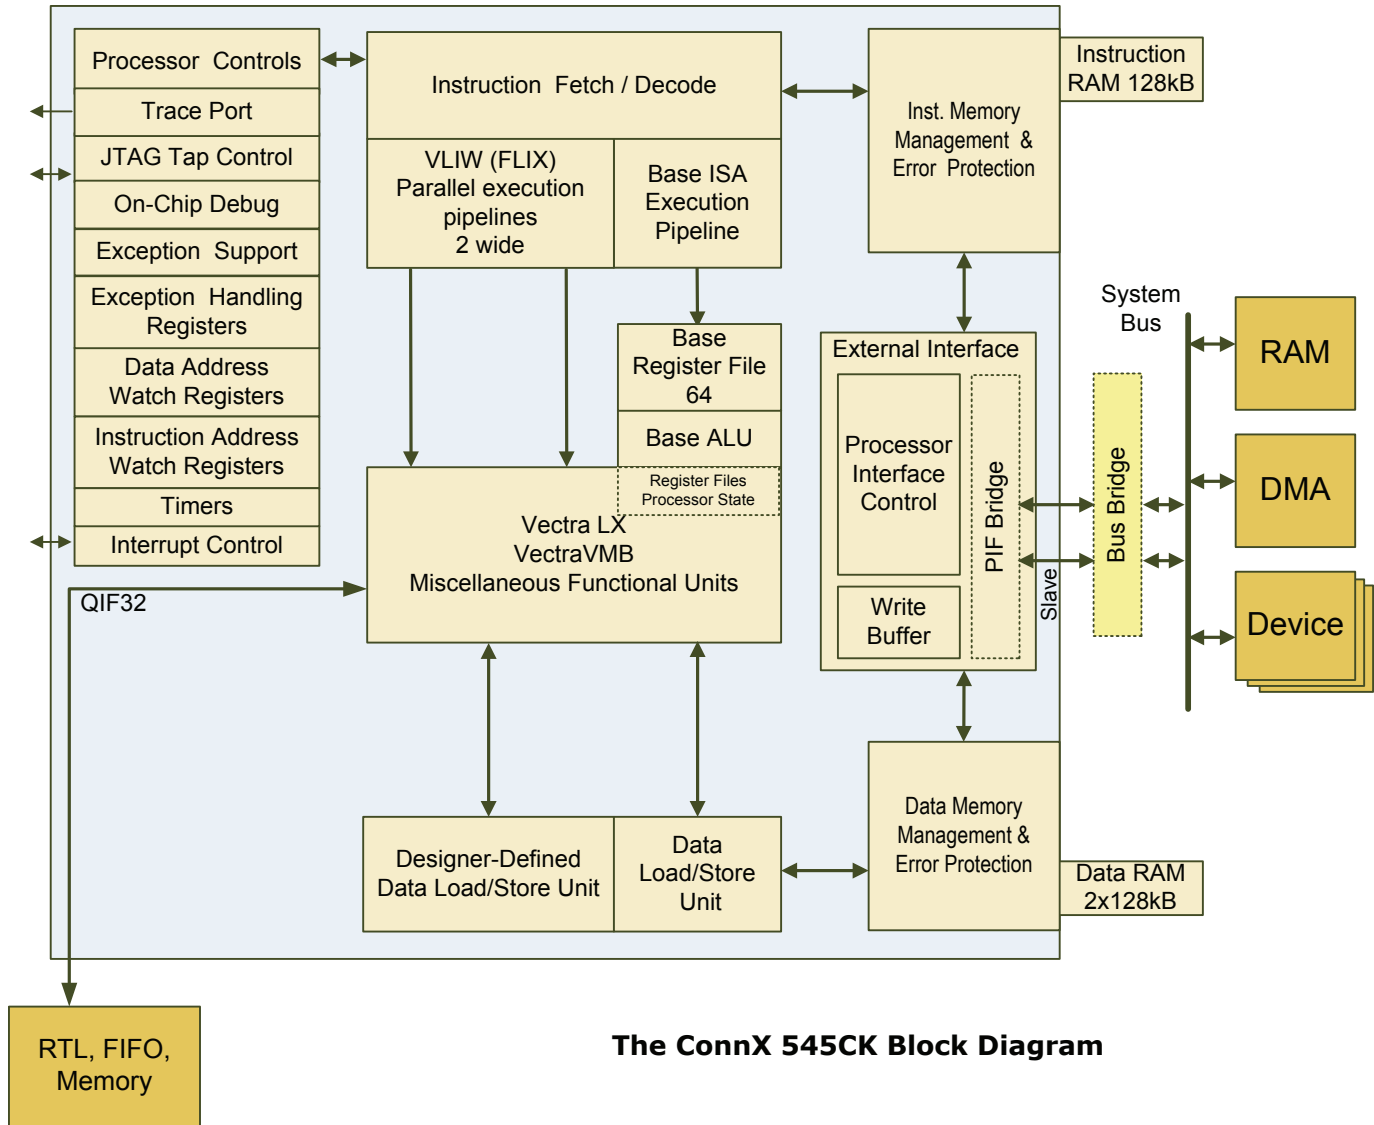 Processor Controls
Trace Port
JTAG Tap Control
On-Chip Debug
Exception Support
Exception Handling
Registers
Data Address
Watch Registers
Instruction Address
Watch Registers
Timers
Interrupt Control
QIF32
Instruction Fetch / Decode
VLIW (FLIX)
Parallel execution
pipelines
2 wide
Base ISA
Execution
Pipeline
Base
Register File
64
Base ALU
Register Files
Processor State
Vectra LX
VectraVMB
Miscellaneous Functional Units
Designer-Defined
Data Load/Store Unit
Data
Load/Store
Unit
Inst. Memory
Management &
Error Protection
Instruction
RAM 128kB
External Interface
Processor
Interface
Control
Write
Buffer
PIF Bridge
Slave
Bus Bridge
System
Bus
RAM
DMA
Device
Data Memory
Management &
Error Protection
Data RAM
2x128kB
RTL, FIFO,
Memory
The ConnX 545CK Block Diagram